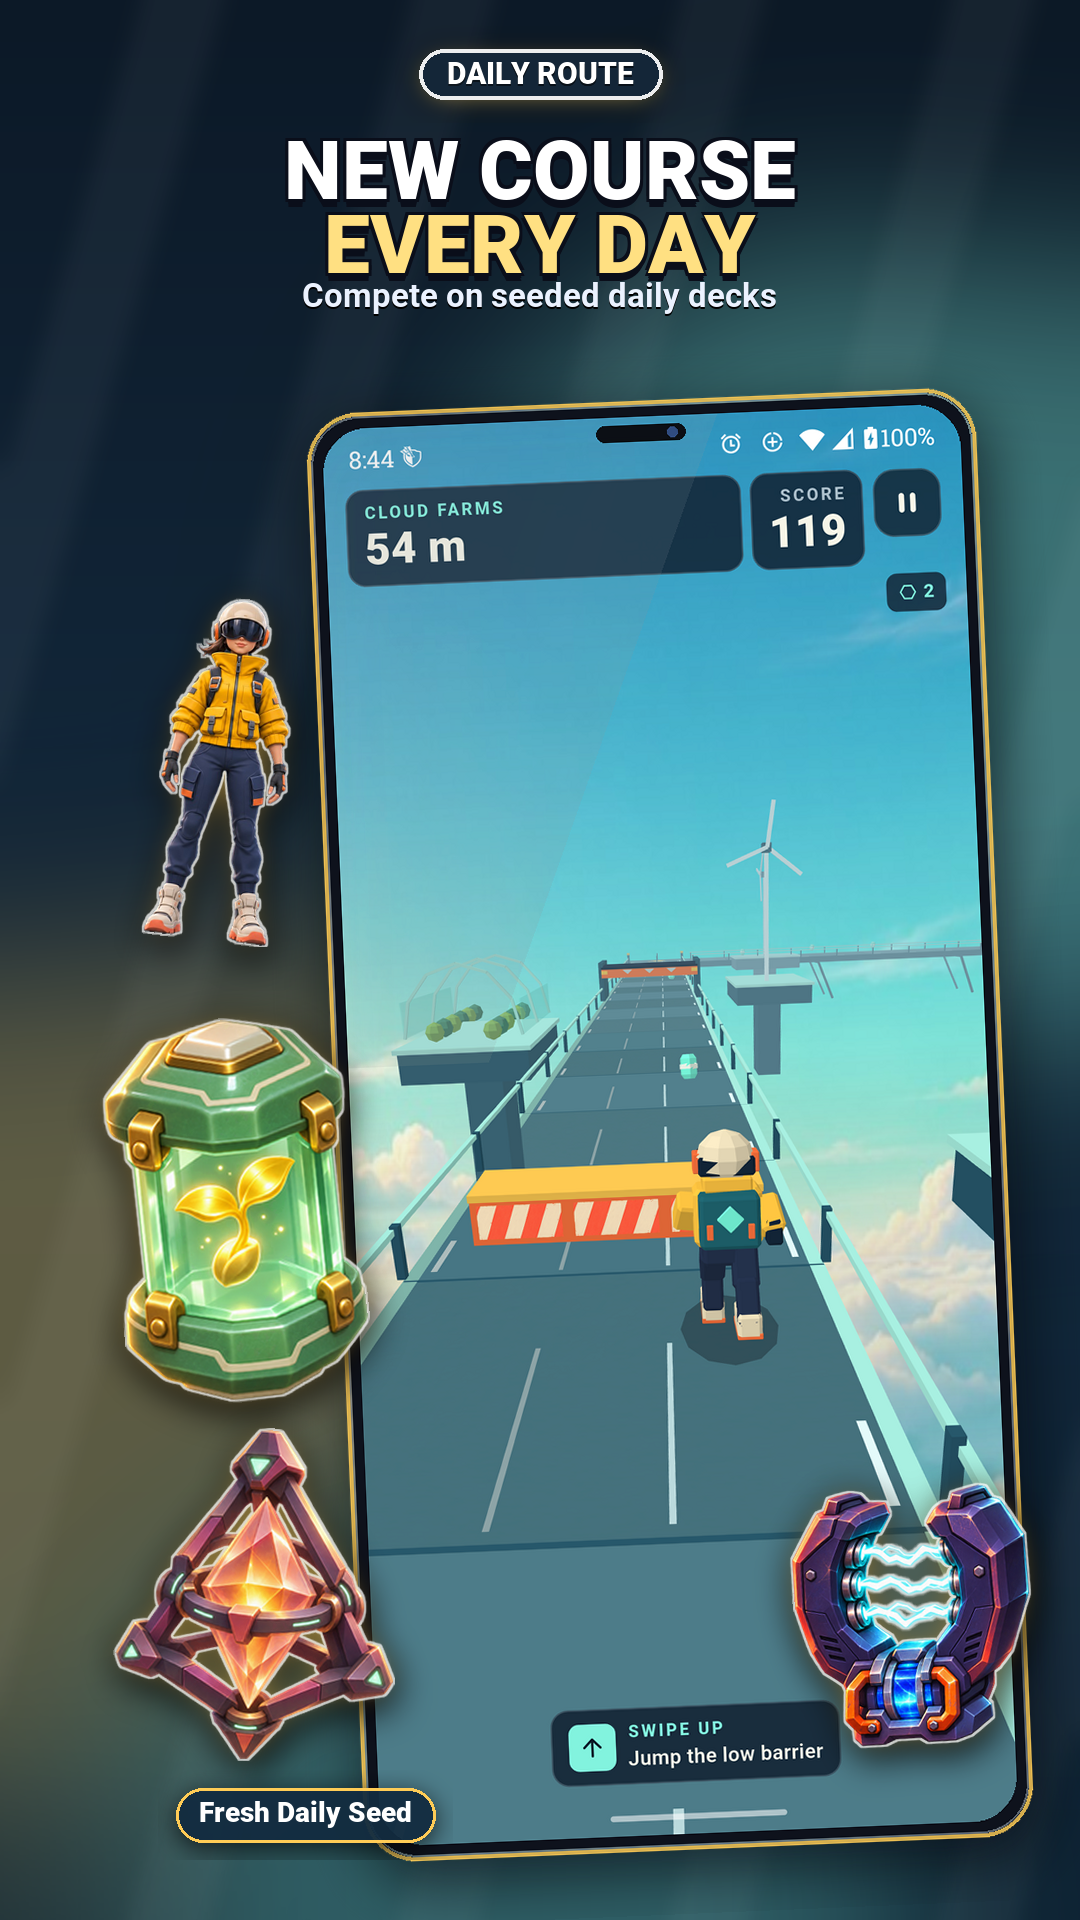 DAILY ROUTE
NEW COURSE
EVERY DAY
Compete on seeded daily decks
8:44
100%
CLOUD FARMS
54 m
SCORE
119
2
SWIPE UP
Jump the low barrier
Fresh Daily Seed